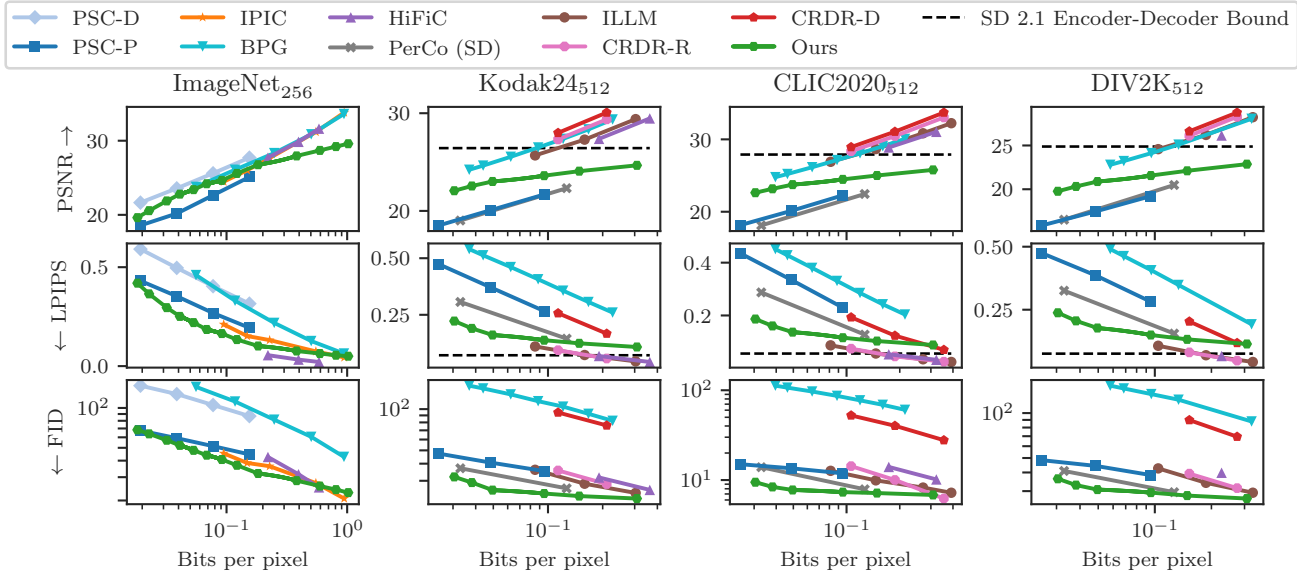 PSC-D IPIC HiFiC ILLM CRDR-D SD 2.1 Encoder-Decoder Bound
PSC-P BPG PerCo (SD) CRDR-R Ours
ImageNet₂₅₆ Kodak24₅₁₂ CLIC2020₅₁₂ DIV2K₅₁₂
PSNR →
30
20
30
20
30
20
25
20
← LPIPS
0.5
0.0
0.50
0.25
0.4
0.2
0.50
0.25
← FID
10²
10²
10²
10¹
10²
10⁻¹ 10⁰ 10⁻¹ 10⁻¹ 10⁻¹
Bits per pixel Bits per pixel Bits per pixel Bits per pixel